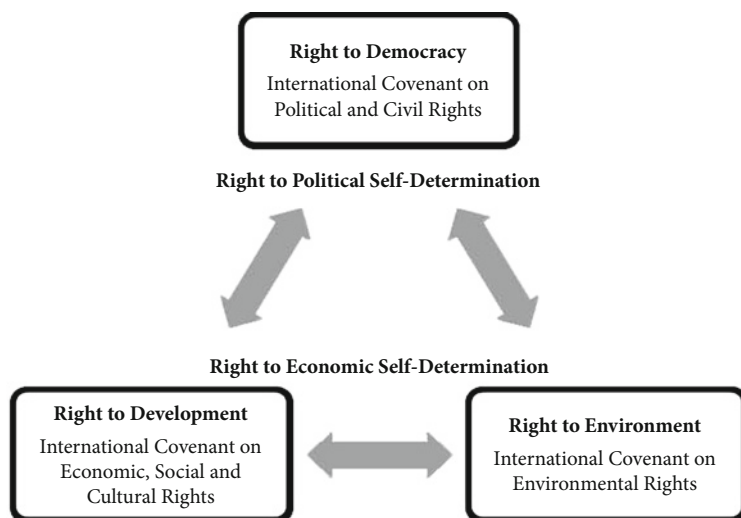 Right to Democracy
International Covenant on
Political and Civil Rights
Right to Political Self-Determination
Right to Economic Self-Determination
Right to Development
International Covenant on
Economic, Social and
Cultural Rights
Right to Environment
International Covenant on
Environmental Rights